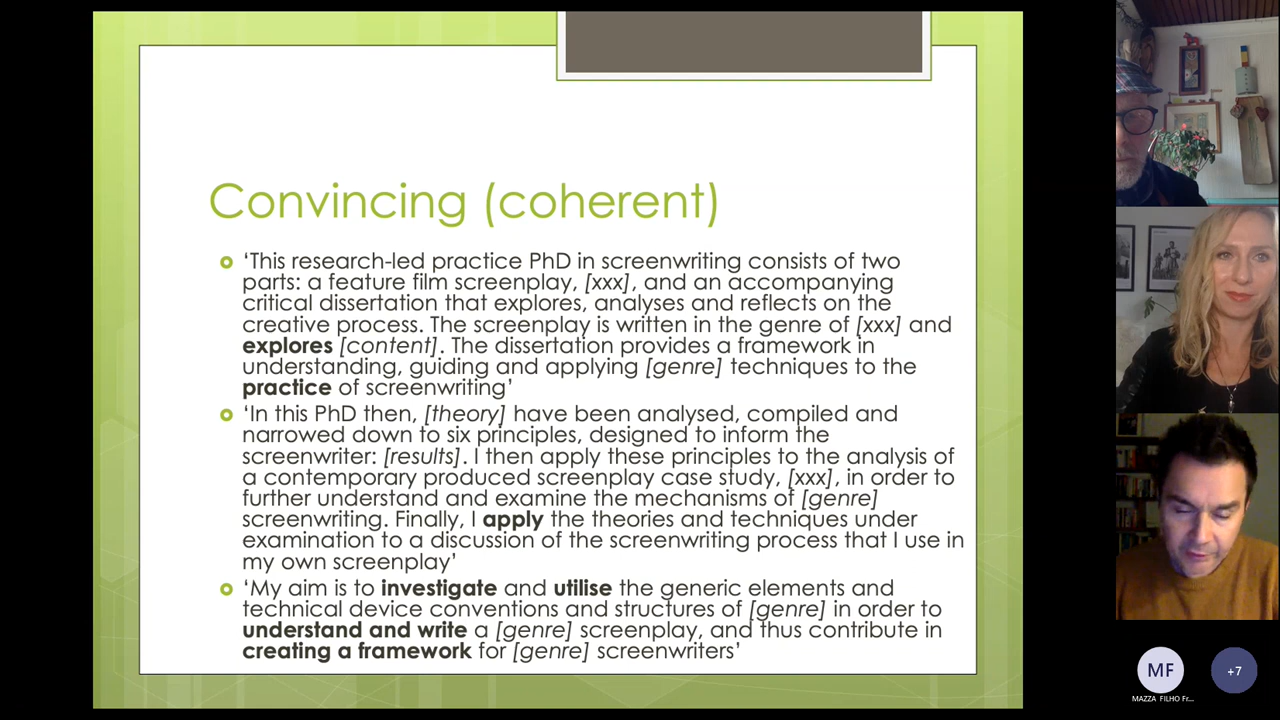 Convincing (coherent)
‘This research-led practice PhD in screenwriting consists of two
parts: a feature film screenplay, [xxx], and an accompanying
critical dissertation that explores, analyses and reflects on the
creative process. The screenplay is written in the genre of [xxx] and
explores [content]. The dissertation provides a framework in
understanding, guiding and applying [genre] techniques to the
practice of screenwriting’
‘In this PhD then, [theory] have been analysed, compiled and
narrowed down to six principles, designed to inform the
screenwriter: [results]. I then apply these principles to the analysis of
a contemporary produced screenplay case study, [xxx], in order to
further understand and examine the mechanisms of [genre]
screenwriting. Finally, I apply the theories and techniques under
examination to a discussion of the screenwriting process that I use in
my own screenplay’
‘My aim is to investigate and utilise the generic elements and
technical device conventions and structures of [genre] in order to
understand and write a [genre] screenplay, and thus contribute in
creating a framework for [genre] screenwriters’
MF
+7
MAZZA FILHO Fr...